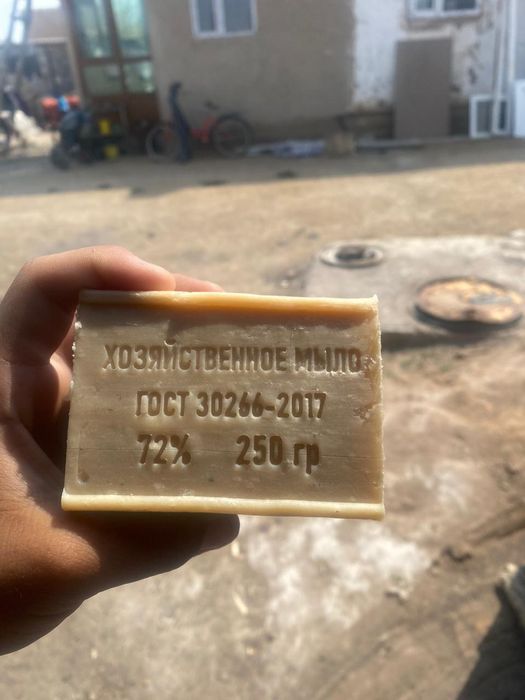 ХОЗЯЙСТВЕННОЕ МЫЛО
ГОСТ 30266-2017
72% 250 гр